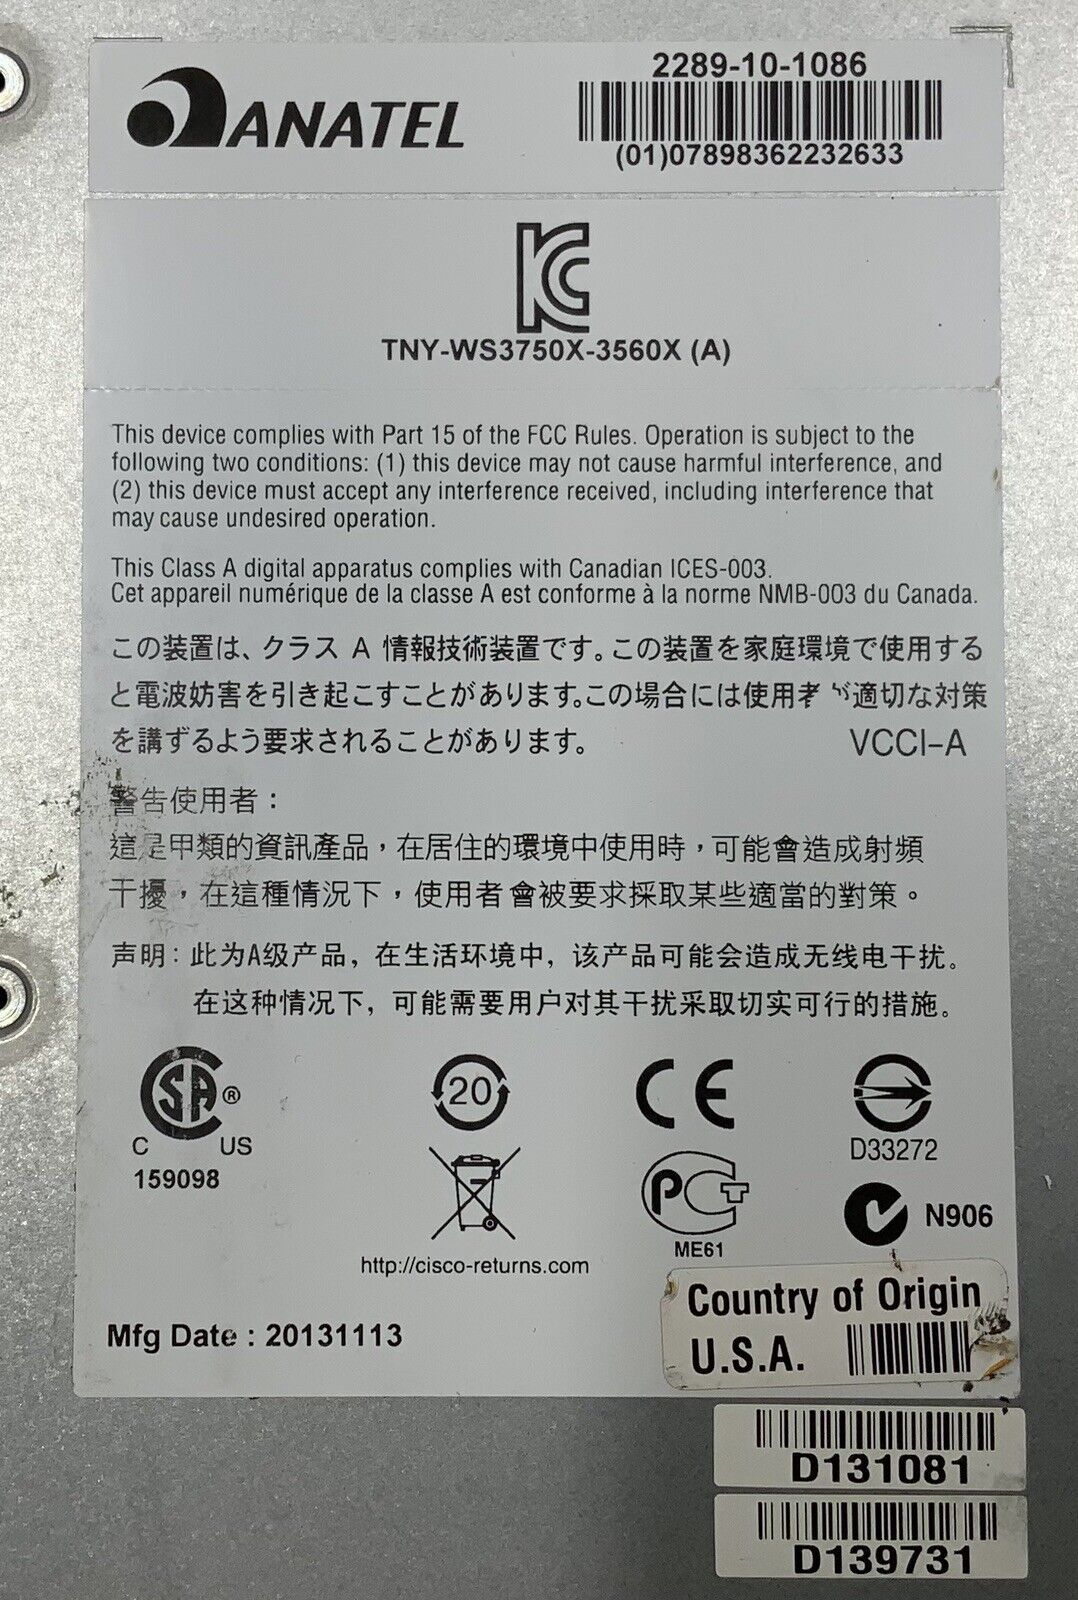 ANATEL
2289-10-1086
(01)07898362232633
TNY-WS3750X-3560X (A)
This device complies with Part 15 of the FCC Rules. Operation is subject to the
following two conditions: (1) this device may not cause harmful interference, and
(2) this device must accept any interference received, including interference that
may cause undesired operation.
This Class A digital apparatus complies with Canadian ICES-003.
Cet appareil numérique de la classe A est conforme à la norme NMB-003 du Canada.
この装置は、クラス A 情報技術装置です。この装置を家庭環境で使用する
と電波妨害を引き起こすことがあります。この場合には使用者が適切な対策
を講ずるよう要求されることがあります。 VCCI-A
警告使用者：
這是甲類的資訊產品，在居住的環境中使用時，可能會造成射頻
干擾，在這種情況下，使用者會被要求採取某些適當的對策。
声明：此为A级产品，在生活环境中，该产品可能会造成无线电干扰。
在这种情况下，可能需要用户对其干扰采取切实可行的措施。
SA ®
C US
159098
20
CE
D33272
PCT
ME61
N906
http://cisco-returns.com
Mfg Date : 20131113
Country of Origin
U.S.A.
D131081
D139731